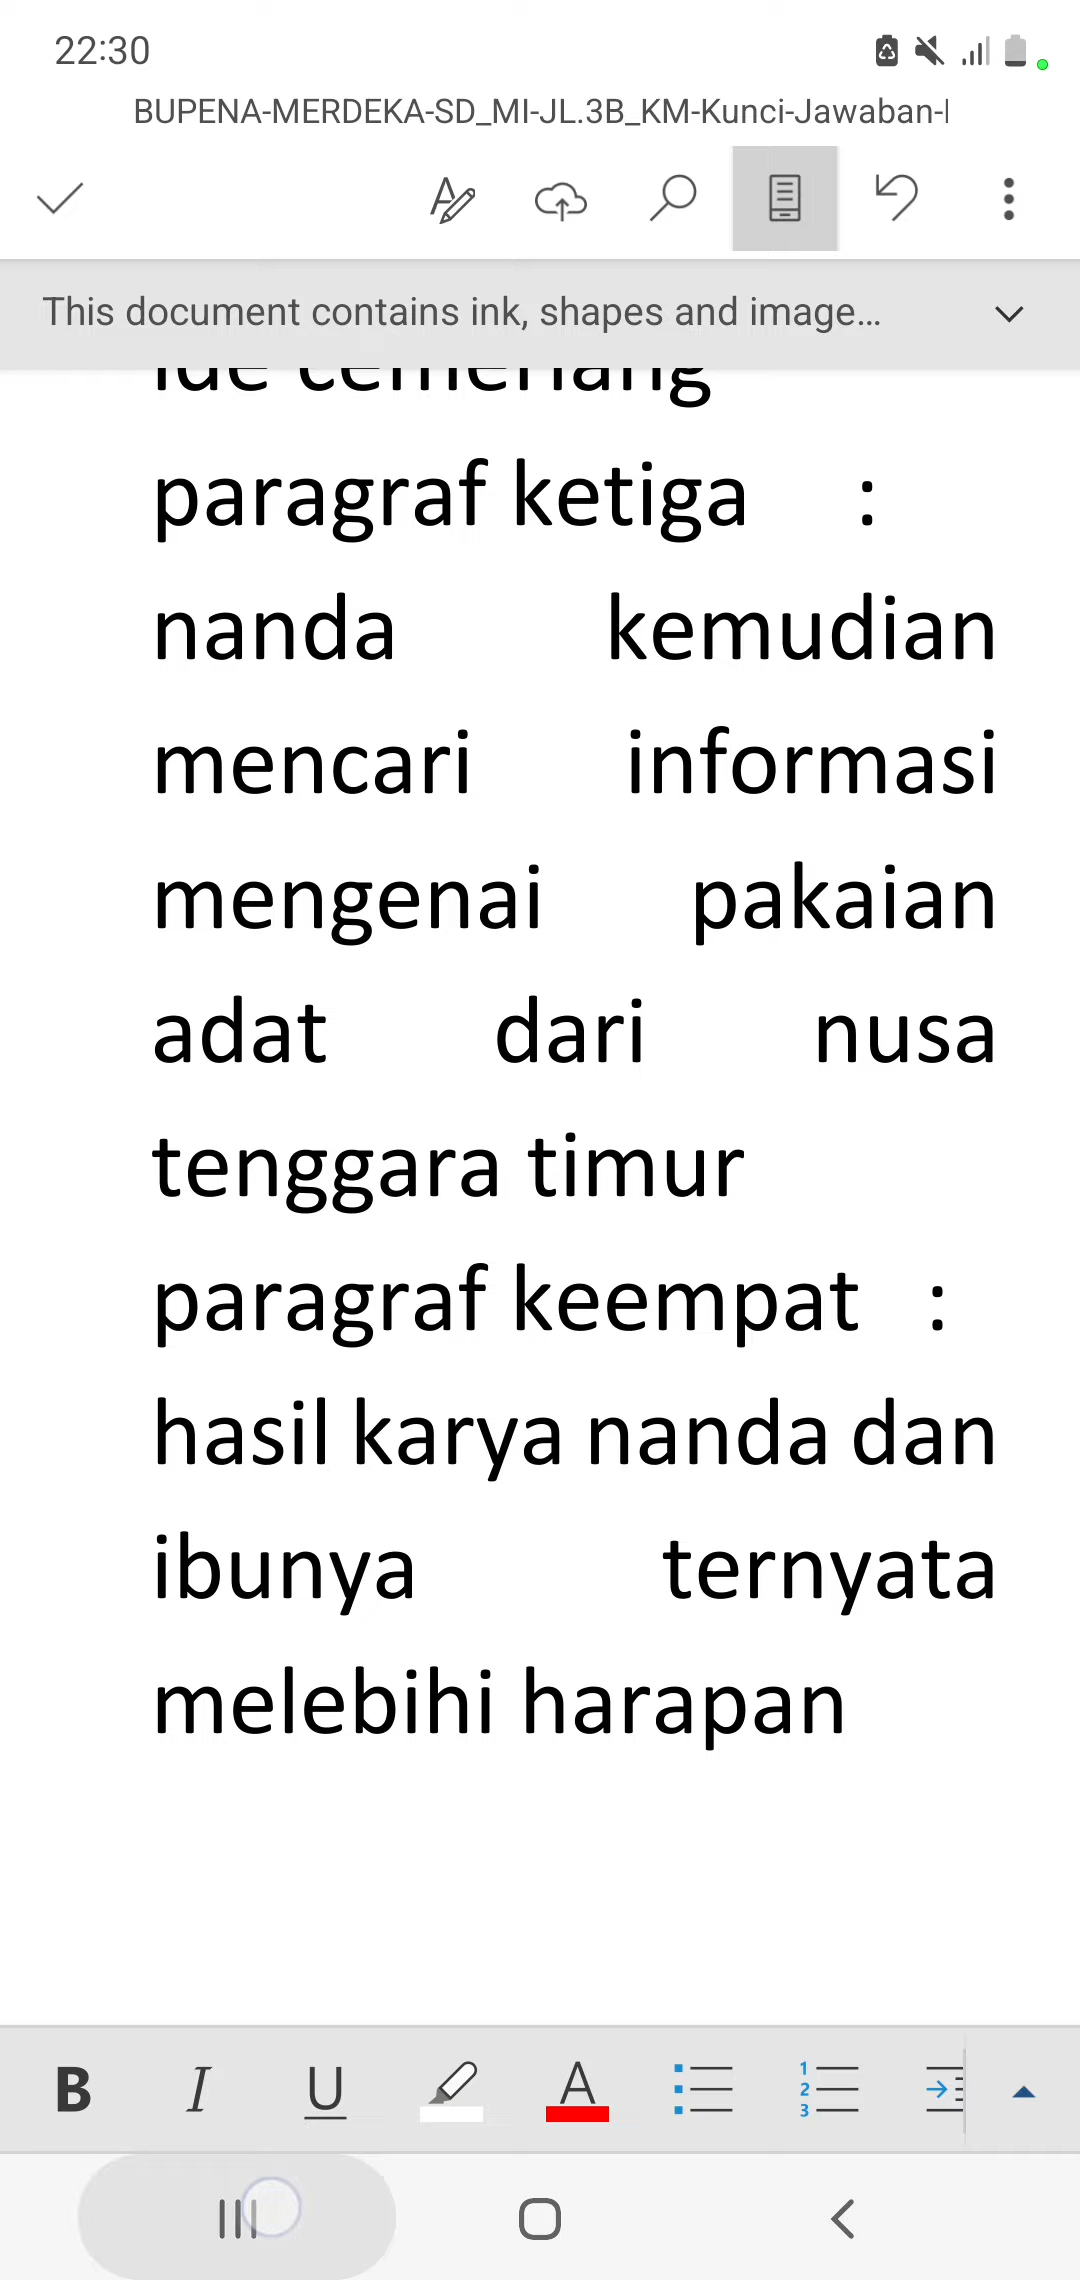 22:30
BUPENA-MERDEKA-SD_MI-JL.3B_KM-Kunci-Jawaban-
This document contains ink, shapes and image...
ide cemerlang
paragraf ketiga :
nanda kemudian
mencari informasi
mengenai pakaian
adat dari nusa
tenggara timur
paragraf keempat :
hasil karya nanda dan
ibunya ternyata
melebihi harapan
B I U A